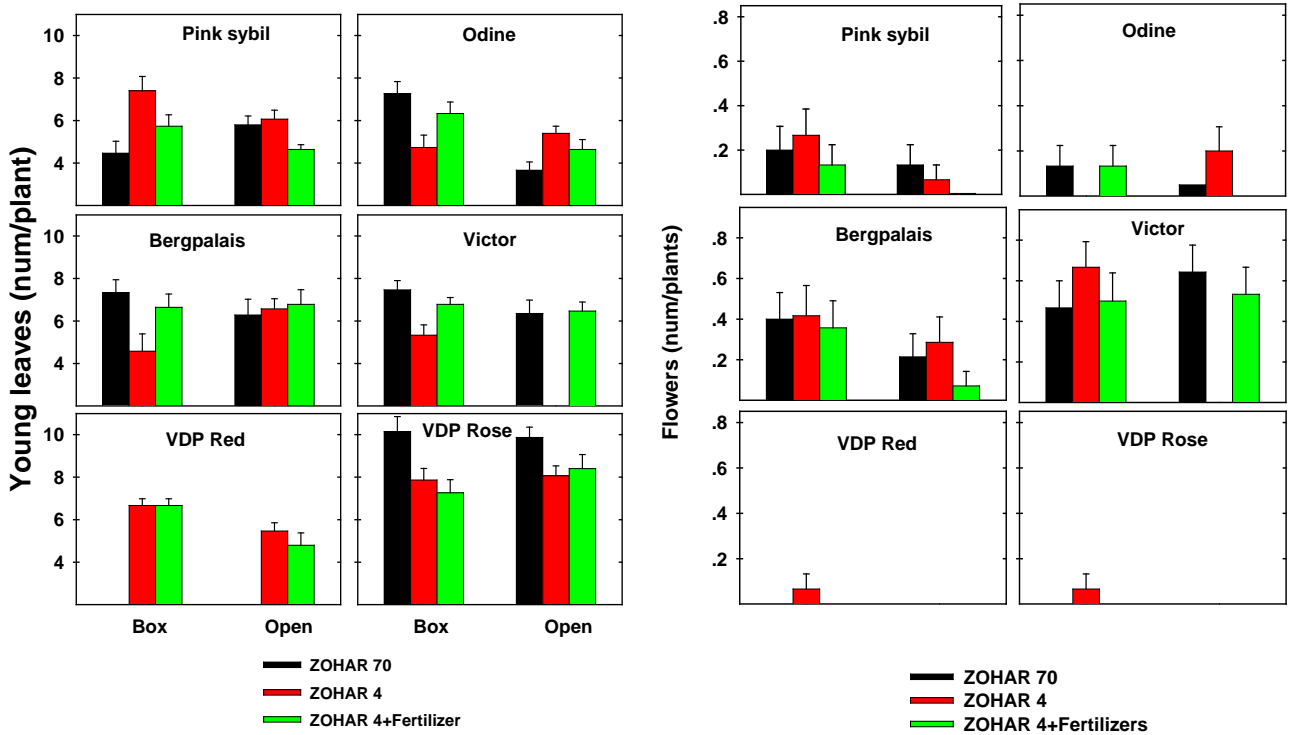 Young leaves (num/plant)
10
8
6
4
Pink sybil
Odine
10
8
6
4
Bergpalais
Victor
10
8
6
4
VDP Red
VDP Rose
Box
Open
Box
Open
ZOHAR 70
ZOHAR 4
ZOHAR 4+Fertilizer
Flowers (num/plants)
.8
.6
.4
.2
Pink sybil
Odine
.8
.6
.4
.2
Bergpalais
Victor
.8
.6
.4
.2
VDP Red
VDP Rose
ZOHAR 70
ZOHAR 4
ZOHAR 4+Fertilizers